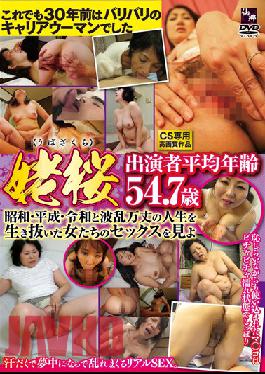 これでも30年前はバリバリの
キャリアウーマンでした
DVD
CS専用
高画質作品
(うばざくら)
姥桜
出演者平均年齢
54.7歳
昭和・平成・令和と波乱万丈の人生を
生き抜いた女たちのセックスを見よ
汗だくで夢中になって乱れまくるリアルSEX